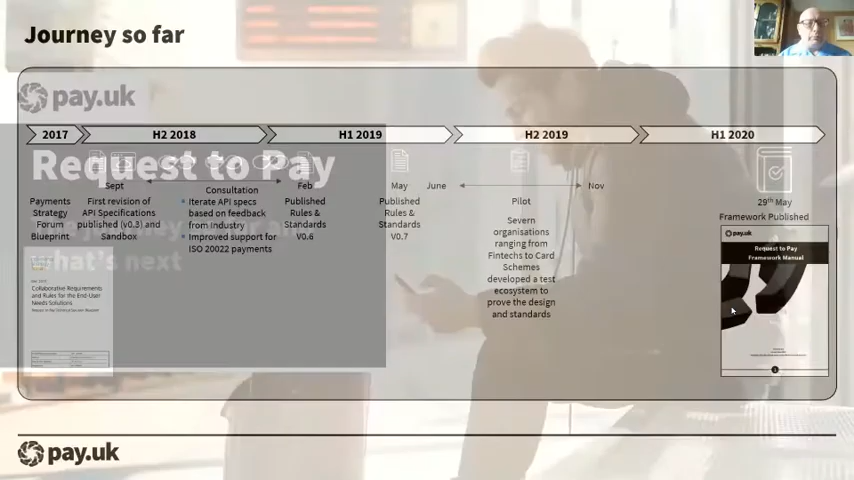 Journey so far
pay.uk
2017
H2 2018
H1 2019
H2 2019
H1 2020
Request to Pay
The journey so far and
what's next
Payments
Strategy
Forum
Blueprint
Sept
First revision of
API Specifications
published (v0.3) and
Sandbox
Consultation
Iterate API specs
based on feedback
from Industry
Improved support for
ISO 20022 payments
Feb
Published
Rules &
Standards
V0.6
May
Published
Rules &
Standards
V0.7
June
Nov
Pilot
Severn
organisations
ranging from
Fintechs to Card
Schemes
developed a test
ecosystem to
prove the design
and standards
29th May
Framework Published
pay.uk
Request to Pay
Framework Manual
Collaborative Requirements
and Rules for the End-User
Needs Solutions
pay.uk